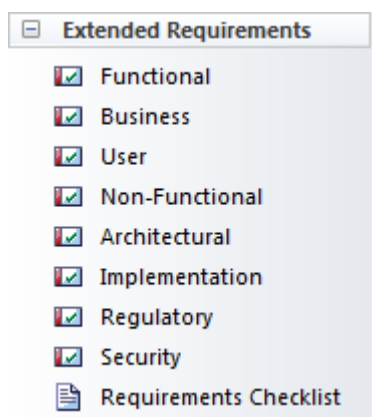 Extended Requirements
Functional
Business
User
Non-Functional
Architectural
Implementation
Regulatory
Security
Requirements Checklist